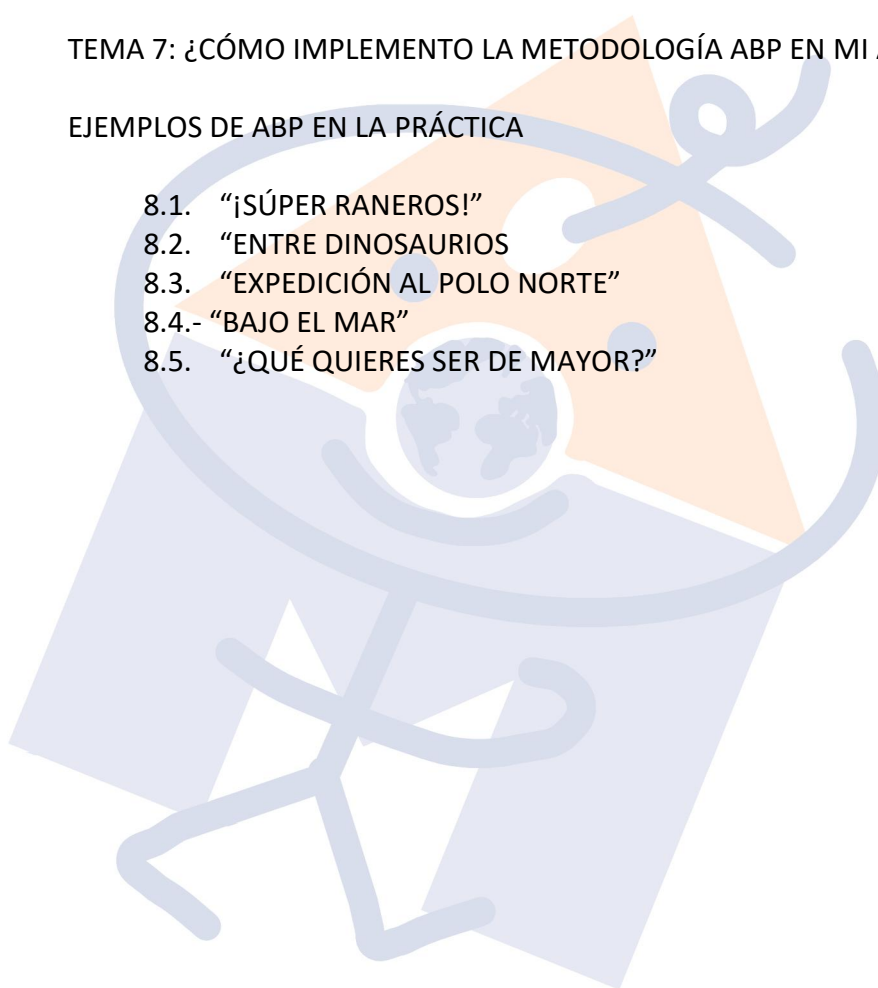 TEMA 7: ¿CÓMO IMPLEMENTO LA METODOLOGÍA ABP EN MI
EJEMPLOS DE ABP EN LA PRÁCTICA
8.1. “¡SÚPER RANEROS!”
8.2. “ENTRE DINOSAURIOS
8.3. “EXPEDICIÓN AL POLO NORTE”
8.4.- “BAJO EL MAR”
8.5. “¿QUÉ QUIERES SER DE MAYOR?”